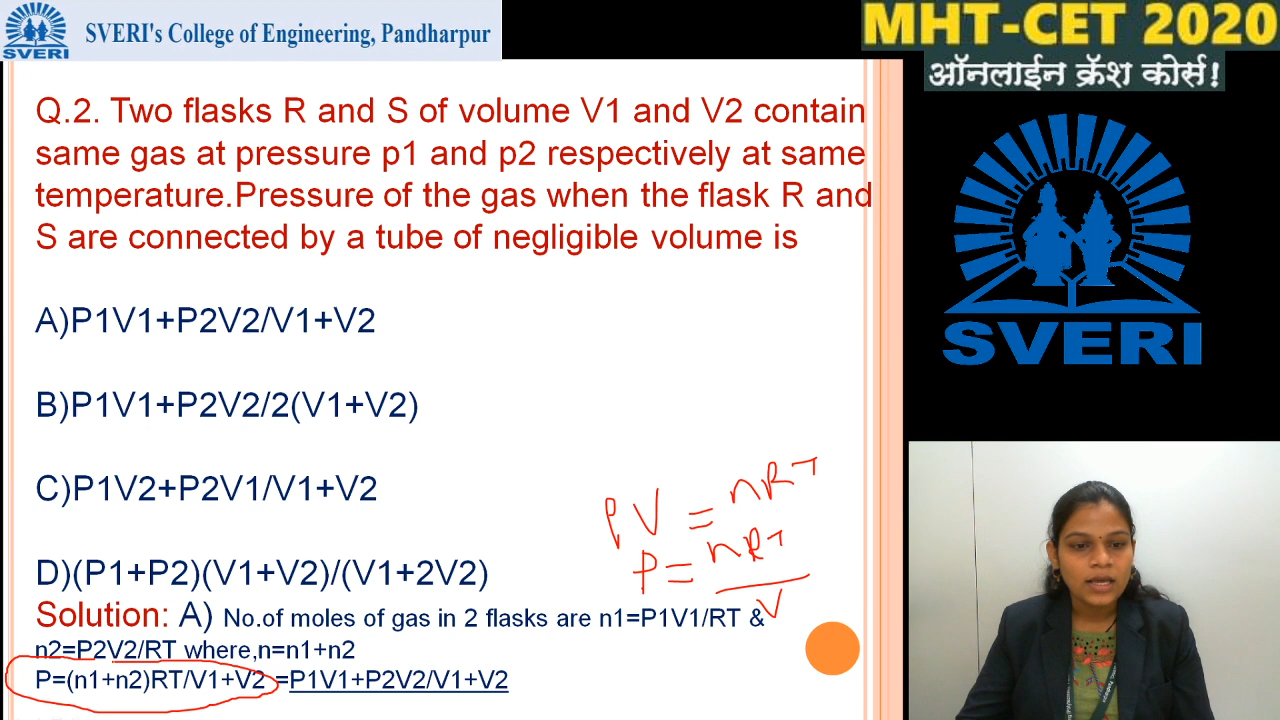 SVERI's College of Engineering, Pandharpur
SVERI
MHT-CET 2020
ऑनलाईन क्रॅश कोर्स!
Q.2. Two flasks R and S of volume V1 and V2 contain
same gas at pressure p1 and p2 respectively at same
temperature.Pressure of the gas when the flask R and
S are connected by a tube of negligible volume is
SVERI
A)P1V1+P2V2/V1+V2
B)P1V1+P2V2/2(V1+V2)
C)P1V2+P2V1/V1+V2
D)(P1+P2)(V1+V2)/(V1+2V2)
PV = nRT
P = nRT
V
Solution: A) No.of moles of gas in 2 flasks are n1=P1V1/RT &
n2=P2V2/RT where,n=n1+n2
P=(n1+n2)RT/V1+V2 =P1V1+P2V2/V1+V2